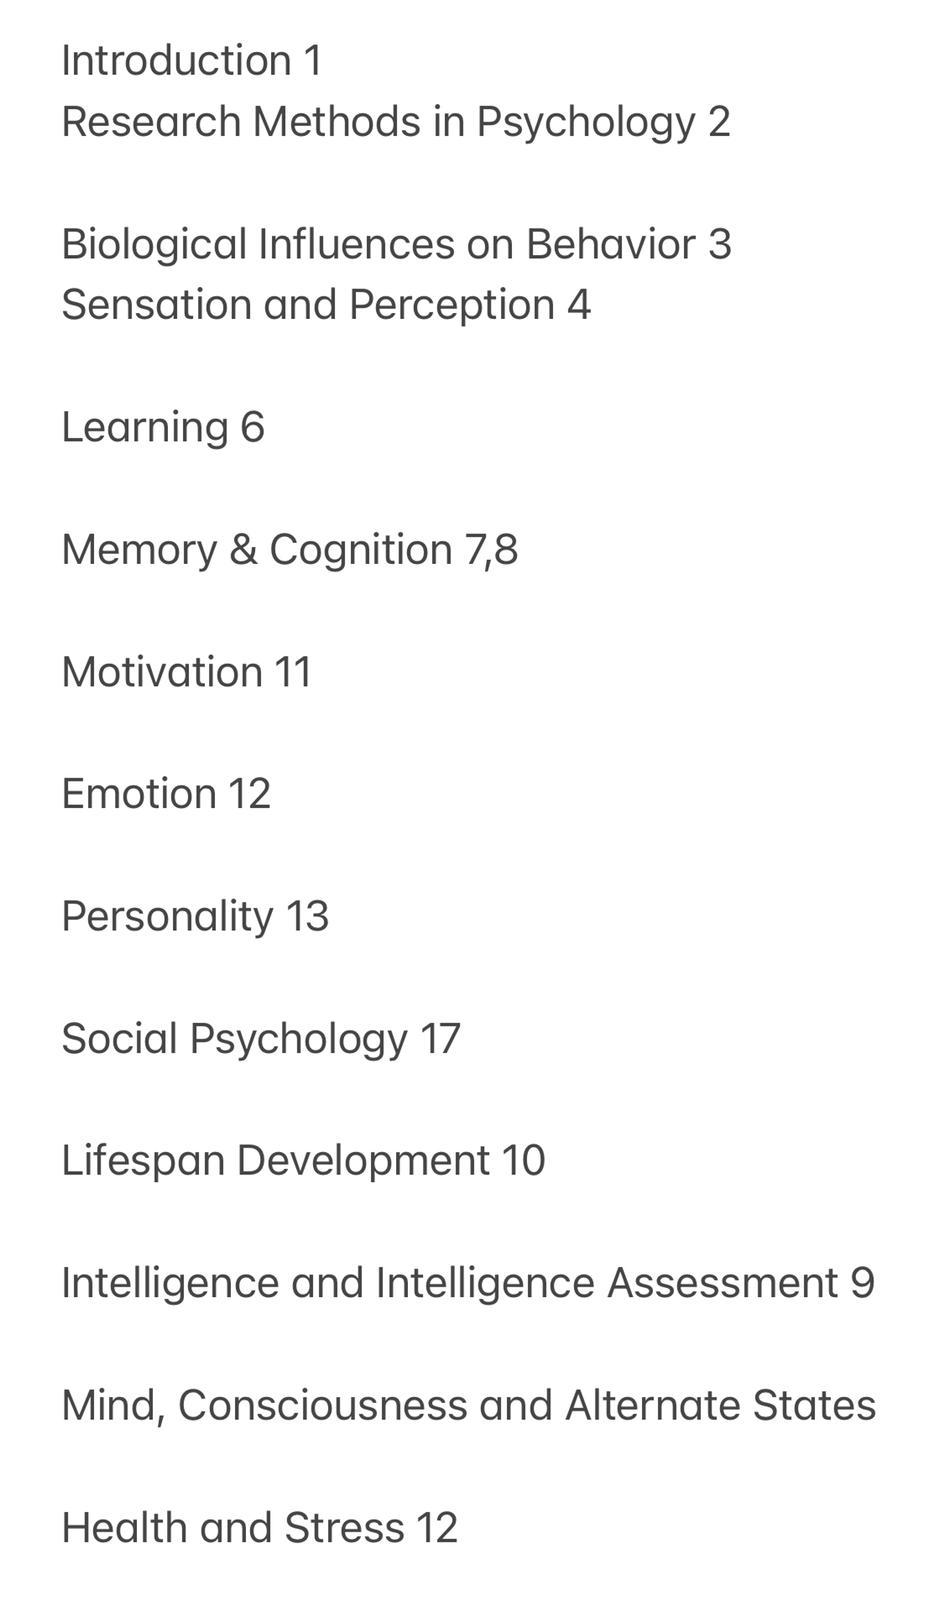 Introduction 1
Research Methods in Psychology 2
Biological Influences on Behavior 3
Sensation and Perception 4
Learning 6
Memory & Cognition 7,8
Motivation 11
Emotion 12
Personality 13
Social Psychology 17
Lifespan Development 10
Intelligence and Intelligence Assessment 9
Mind, Consciousness and Alternate States
Health and Stress 12